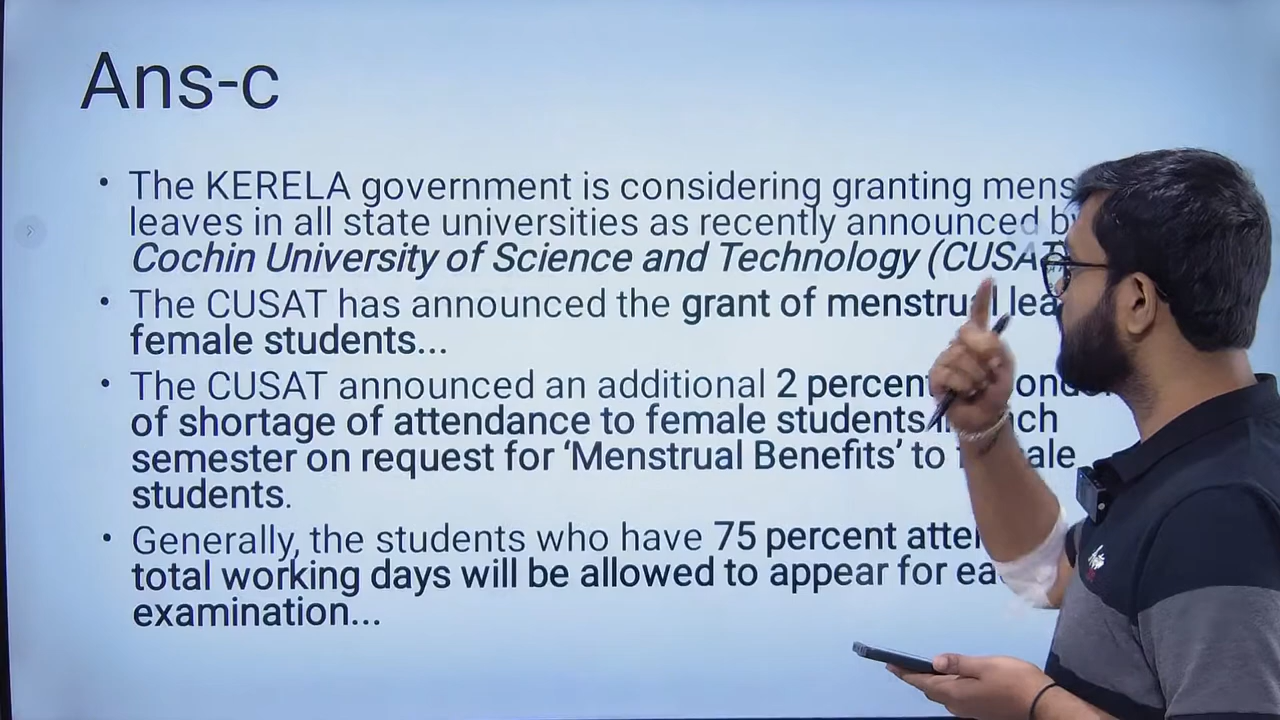 Ans-c
• The KERELA government is considering granting mens
leaves in all state universities as recently announced by
Cochin University of Science and Technology (CUSAT
• The CUSAT has announced the grant of menstrual lea
female students...
• The CUSAT announced an additional 2 percent
of shortage of attendance to female students
semester on request for ‘Menstrual Benefits’ to
students.
• Generally, the students who have 75 percent atten
total working days will be allowed to appear for ea
examination...